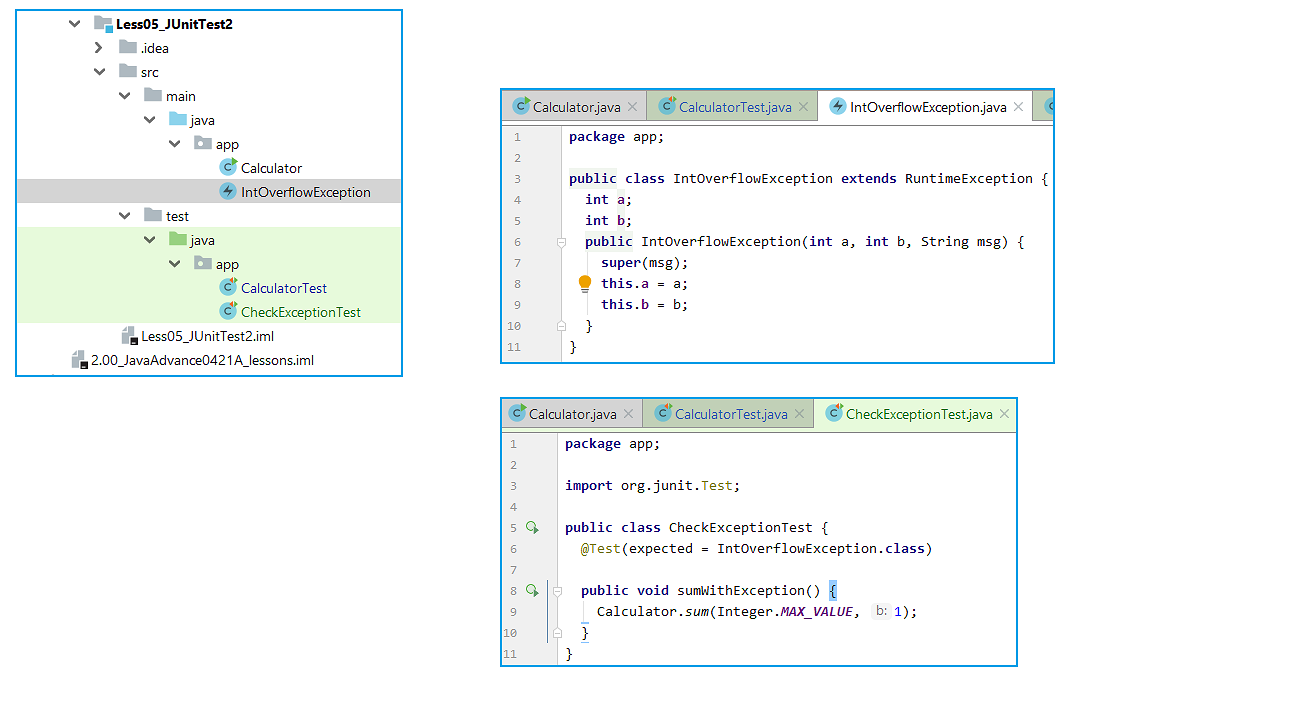 Less05_JUnitTest2
.idea
src
main
java
app
Calculator
IntOverflowException
test
java
app
CalculatorTest
CheckExceptionTest
Less05_JUnitTest2.iml
2.00_JavaAdvance0421A_lessons.iml
Calculator.java CalculatorTest.java IntOverflowException.java
1 package app;
2
3 public class IntOverflowException extends RuntimeException {
4 int a;
5 int b;
6 public IntOverflowException(int a, int b, String msg) {
7 super(msg);
8 this.a = a;
9 this.b = b;
10 }
11 }
Calculator.java CalculatorTest.java CheckExceptionTest.java
1 package app;
2
3 import org.junit.Test;
4
5 public class CheckExceptionTest {
6 @Test(expected = IntOverflowException.class)
7
8 public void sumWithException() {
9 Calculator.sum(Integer.MAX_VALUE, b: 1);
10 }
11 }